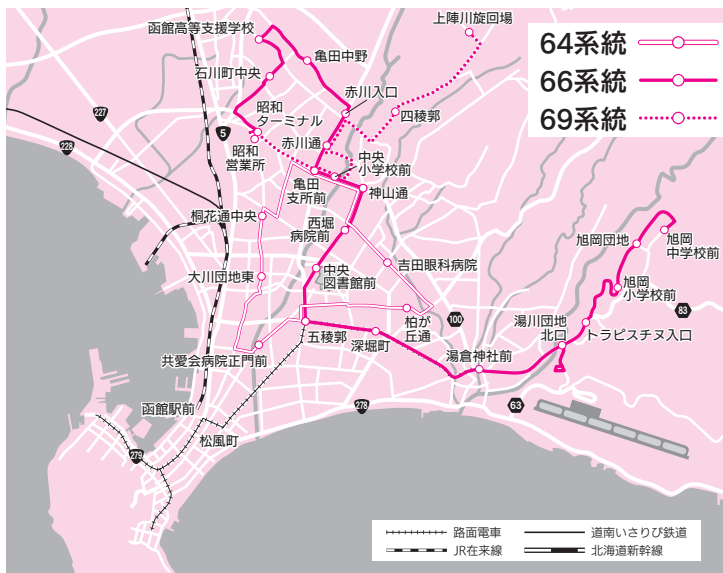 上陣川旋回場
函館高等支援学校
64系統
亀田中野
66系統
石川町中央
赤川入口
69系統
227
昭和
ターミナル
四稜郭
5
228
赤川通
昭和
営業所
中央
小学校前
亀田
支所前
神山通
桐花通中央
西堀
病院前
旭岡団地
旭岡
中学校前
大川団地東
中央
図書館前
吉田眼科病院
旭岡
小学校前
83
100
柏が
丘通
湯川団地
北口
トラピスチヌ入口
五稜郭
深堀町
共愛会病院正門前
湯倉神社前
函館駅前
278
63
松風町
279
路面電車
道南いさりび鉄道
JR在来線
北海道新幹線